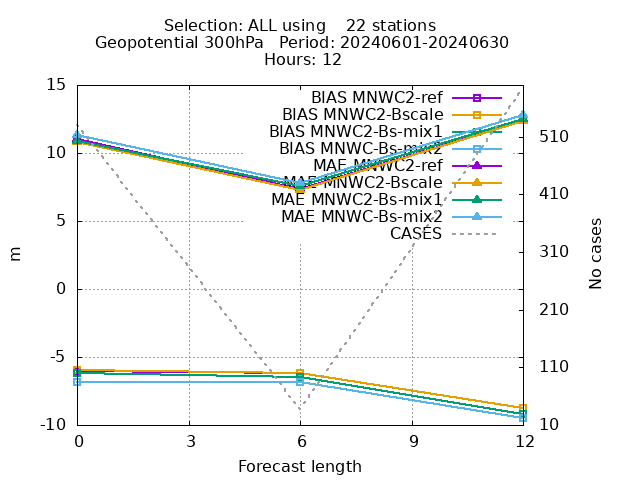 Selection: ALL using    22 stations
Geopotential 300hPa   Period: 20240601-20240630
Hours: 12
15
10
5
0
-5
-10
m
BIAS MNWC2-ref
BIAS MNWC2-Bscale
BIAS MNWC2-Bs-mix1
BIAS MNWC-Bs-mix2
MAE MNWC2-ref
MAE MNWC2-Bscale
MAE MNWC2-Bs-mix1
MAE MNWC-Bs-mix2
CASES
510
410
310
210
110
10
No cases
0 3 6 9 12
Forecast length